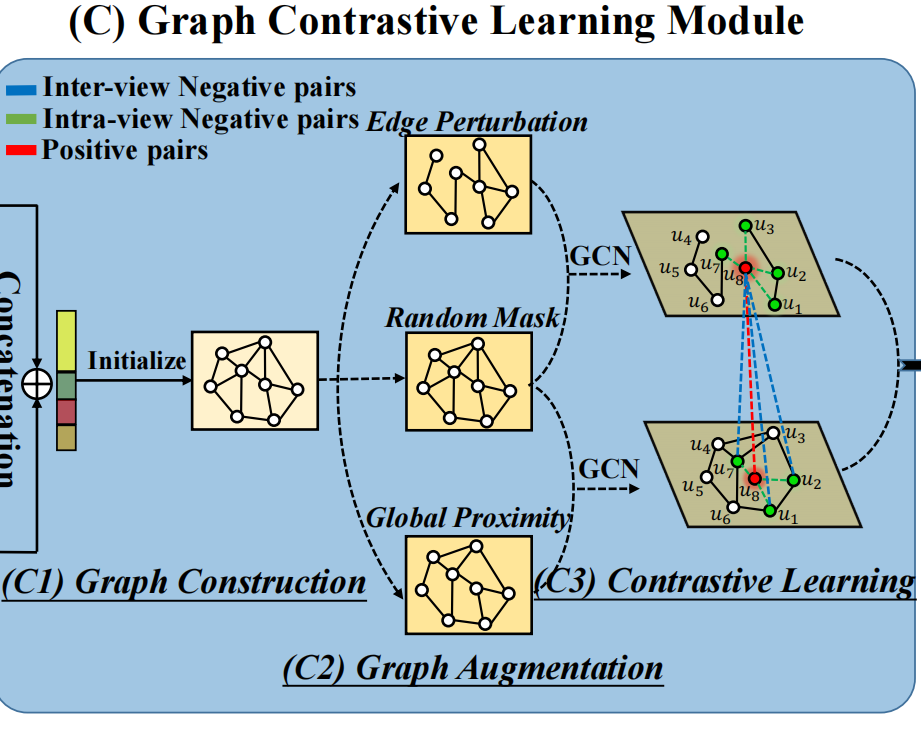 (C) Graph Contrastive Learning Module
Inter-view Negative pairs
Intra-view Negative pairs
Positive pairs
Edge Perturbation
Concatenation
Initialize
Random Mask
Global Proximity
GCN
GCN
u3
u4
u7
u8
u5
u2
u6
u1
u3
u4
u7
u5
u8
u2
u6
u1
(C1) Graph Construction
(C3) Contrastive Learning
(C2) Graph Augmentation